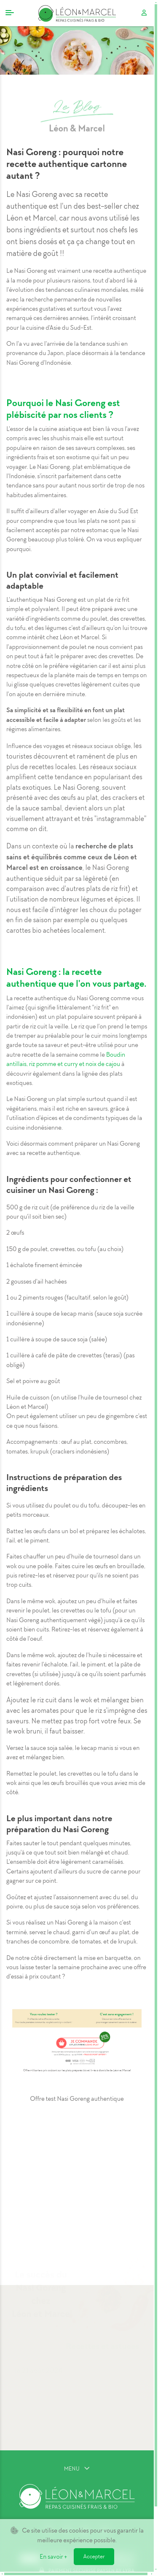 LÉON&MARCEL
REPAS CUISINÉS FRAIS & BIO
Le Blog
Léon & Marcel
Nasi Goreng : pourquoi notre
recette authentique cartonne
autant ?
Le Nasi Goreng avec sa recette
authentique est l'un des best-seller chez
Léon et Marcel, car nous avons utilisé les
bons ingrédients et surtout nos chefs y
ont bien dosés et ça ça change tout en
matière de goût !!
Le Nasi Goreng est vraiment une recette authentique
à la mode pour plusieurs raisons, tout d'abord liée à
l'évolution des tendances culinaires mondiales, mêlé
avec la recherche permanente de nouvelles
expériences gustatives et surtout si vous l'avez
remarqué ces dernières années, l'intérêt croissant
pour la cuisine d'Asie du Sud-Est.
On l'a vu avec l'arrivée de la tendance sushi en
provenance du Japon, place désormais à l'Indonésie
et le Nasi Goreng d'Indonésie.
Pourquoi le Nasi Goreng est
plébiscité par nos clients ?
L'essor de la cuisine asiatique est bien là vous l'avez
compris avec les shushis mais elle est surtout
populaire en raison de ses saveurs complexes, ses
ingrédients frais et son assimilation à un voyage par
le goût. Le Nasi Goreng, plat emblématique de
Indonésie, s'inscrit parfaitement dans cette
tendance sans pour autant nous sortir de nos trop de
nos habitudes alimentaires.
Il suffit d'ailleurs d'aller voyager en Asie du Sud Est
pour comprendre que tous les plats ne sont pas si
facilement transposable en France, bien que nous
soyons très ouvert en matière de cuisine, mais le Nasi
Goreng beaucoup plus toléré. On va vous expliquer
pourquoi.
Un plat convivial et facilement
adaptable
L'authentique Nasi Goreng est un plat de riz frit
simple et polyvalent. Il peut être préparé avec une
variété d'ingrédients comme du poulet, des crevettes,
du tofu, et des légumes c'est d'ailleurs qu'on lui trouve
comme intérêt chez Léon et Marcel. Si
l'approvisionnement de poulet ne nous convenait pas
on peut tout à fait le préparer avec des crevettes. De
notre côté on le préfère végétarien et aussi plus
respectueux de la planète mais de temps en temps on
y glisse quelques crevettes légèrement grillées que
l'on ajoute en dernière minute.
Sa simplicité et sa flexibilité en font un plat
accessible et facile à adapter selon les goûts et les
régimes alimentaires.
Influence des voyages et réseaux sociaux oblige, les
touristes découvrent et ramènent de plus en
plus de recettes locales. Les réseaux sociaux
amplifient cette tendance en popularisant des
plats exotiques. Le Nasi Goreng, souvent
présenté avec des œufs au plat, des crackers et
de la sauce sambal, devient alors un plat
visuellement attrayant et très "instagrammable"
comme on dit.
Dans un contexte où la recherche de plats
sains et équilibrés comme ceux de Léon et
Marcel est en croissance, le Nasi Goreng
authentique séduit par sa légèreté (en
comparaison avec d'autres plats de riz frit) et
l'utilisation de nombreux légumes et épices. Il
nous est facile d'intégrer les cubes du potager
en fin de saison par exemple ou quelques
carottes bio achetées localement.
Nasi Goreng : la recette
authentique que l'on vous partage.
La recette authentique du Nasi Goreng comme
l'aimez (qui signifie littéralement "riz frit" en
indonésien) est un plat populaire souvent préparé à
partir de riz cuit la veille. Le riz que l'on prend le temps
de tremper au préalable pour le cuire moins longtemps
garde toute sa saveur et peut-être utilisé pour une
autre recette de la semaine comme le Boudin
antillais, riz pomme et curry et noix de cajou à
découvrir également dans la lignée des plats
exotiques.
Le Nasi Goreng un plat simple surtout quand il est
végétarien, mais il est riche en saveurs, grâce à
l'utilisation d'épices et de condiments typiques de la
cuisine indonésienne.
Voici désormais comment préparer un Nasi Goreng
avec sa recette authentique.
Ingrédients pour confectionner et
cuisiner un Nasi Goreng :
500 g de riz cuit (de préférence du riz de la veille
pour qu'il soit bien sec)
2 œufs
150 g de poulet, crevettes, ou tofu (au choix)
1 échalote finement émincée
2 gousses d'ail hachées
1 ou 2 piments rouges (facultatif, selon le goût)
1 cuillère à soupe de kecap manis (sauce soja sucrée
indonésienne)
1 cuillère à soupe de sauce soja (salée)
1 cuillère à café de pâte de crevettes (terasi) (pas
obligé)
Sel et poivre au goût
Huile de cuisson (on utilise l'huile de tournesol chez
Léon et Marcel)
On peut également utiliser un peu de gingembre c'est
ce que nous faisons.
Accompagnements : œuf au plat, concombres,
tomates, krupuk (crackers indonésiens)
Instructions de préparation des
ingrédients
Si vous utilisez du poulet ou du tofu, découpez-les en
petits morceaux.
Battez les œufs dans un bol et préparez les échalotes,
l'ail, et le piment.
Faites chauffer un peu d'huile de tournesol dans un
wok ou une poêle. Faites cuire les œufs en brouillade,
puis retirez-les et réservez pour qu'ils ne soient pas
trop cuits.
Dans le même wok, ajoutez un peu d'huile et faites
revenir le poulet, les crevettes ou le tofu (pour un
Nasi Goreng authentiquement végé) jusqu'à ce qu'ils
soient bien cuits. Retirez-les et réservez également à
côté de l'oeuf.
Dans le même wok, ajoutez de l'huile si nécessaire et
faites revenir l'échalote, l'ail, le piment, et la pâte de
crevettes (si utilisée) jusqu'à ce qu'ils soient parfumés
et légèrement dorés.
Ajoutez le riz cuit dans le wok et mélangez bien
avec les aromates pour que le riz s'imprègne des
saveurs. Ne mettez pas trop fort votre feux. Se
le wok bruni, il faut baisser.
Versez la sauce soja salée, le kecap manis si vous en
avez et mélangez bien.
Remettez le poulet, les crevettes ou le tofu dans le
wok ainsi que les œufs brouillés que vous aviez mis de
côté.
Le plus important dans notre
préparation du Nasi Goreng
Faites sauter le tout pendant quelques minutes,
jusqu'à ce que tout soit bien mélangé et chaud.
L'ensemble doit être légèrement caramélisés.
Certains ajoutent d'ailleurs du sucre de canne pour
gagner sur ce point.
Goûtez et ajustez l'assaisonnement avec du sel, du
poivre, ou plus de sauce soja selon vos préférences.
Si vous réalisez un Nasi Goreng à la maison c'est
terminé, servez le chaud, garni d'un œuf au plat, de
tranches de concombre, de tomates, et de krupuk.
De notre côté directement la mise en barquette, on
vous laisse tester la semaine prochaine avec une offre
d'essai à prix coutant ?
JE COMMANDE
Offre test Nasi Goreng authentique
MENU
LÉON&MARCEL
REPAS CUISINÉS FRAIS & BIO
Ce site utilise des cookies pour vous garantir la
meilleure expérience possible.
En savoir +
Accepter